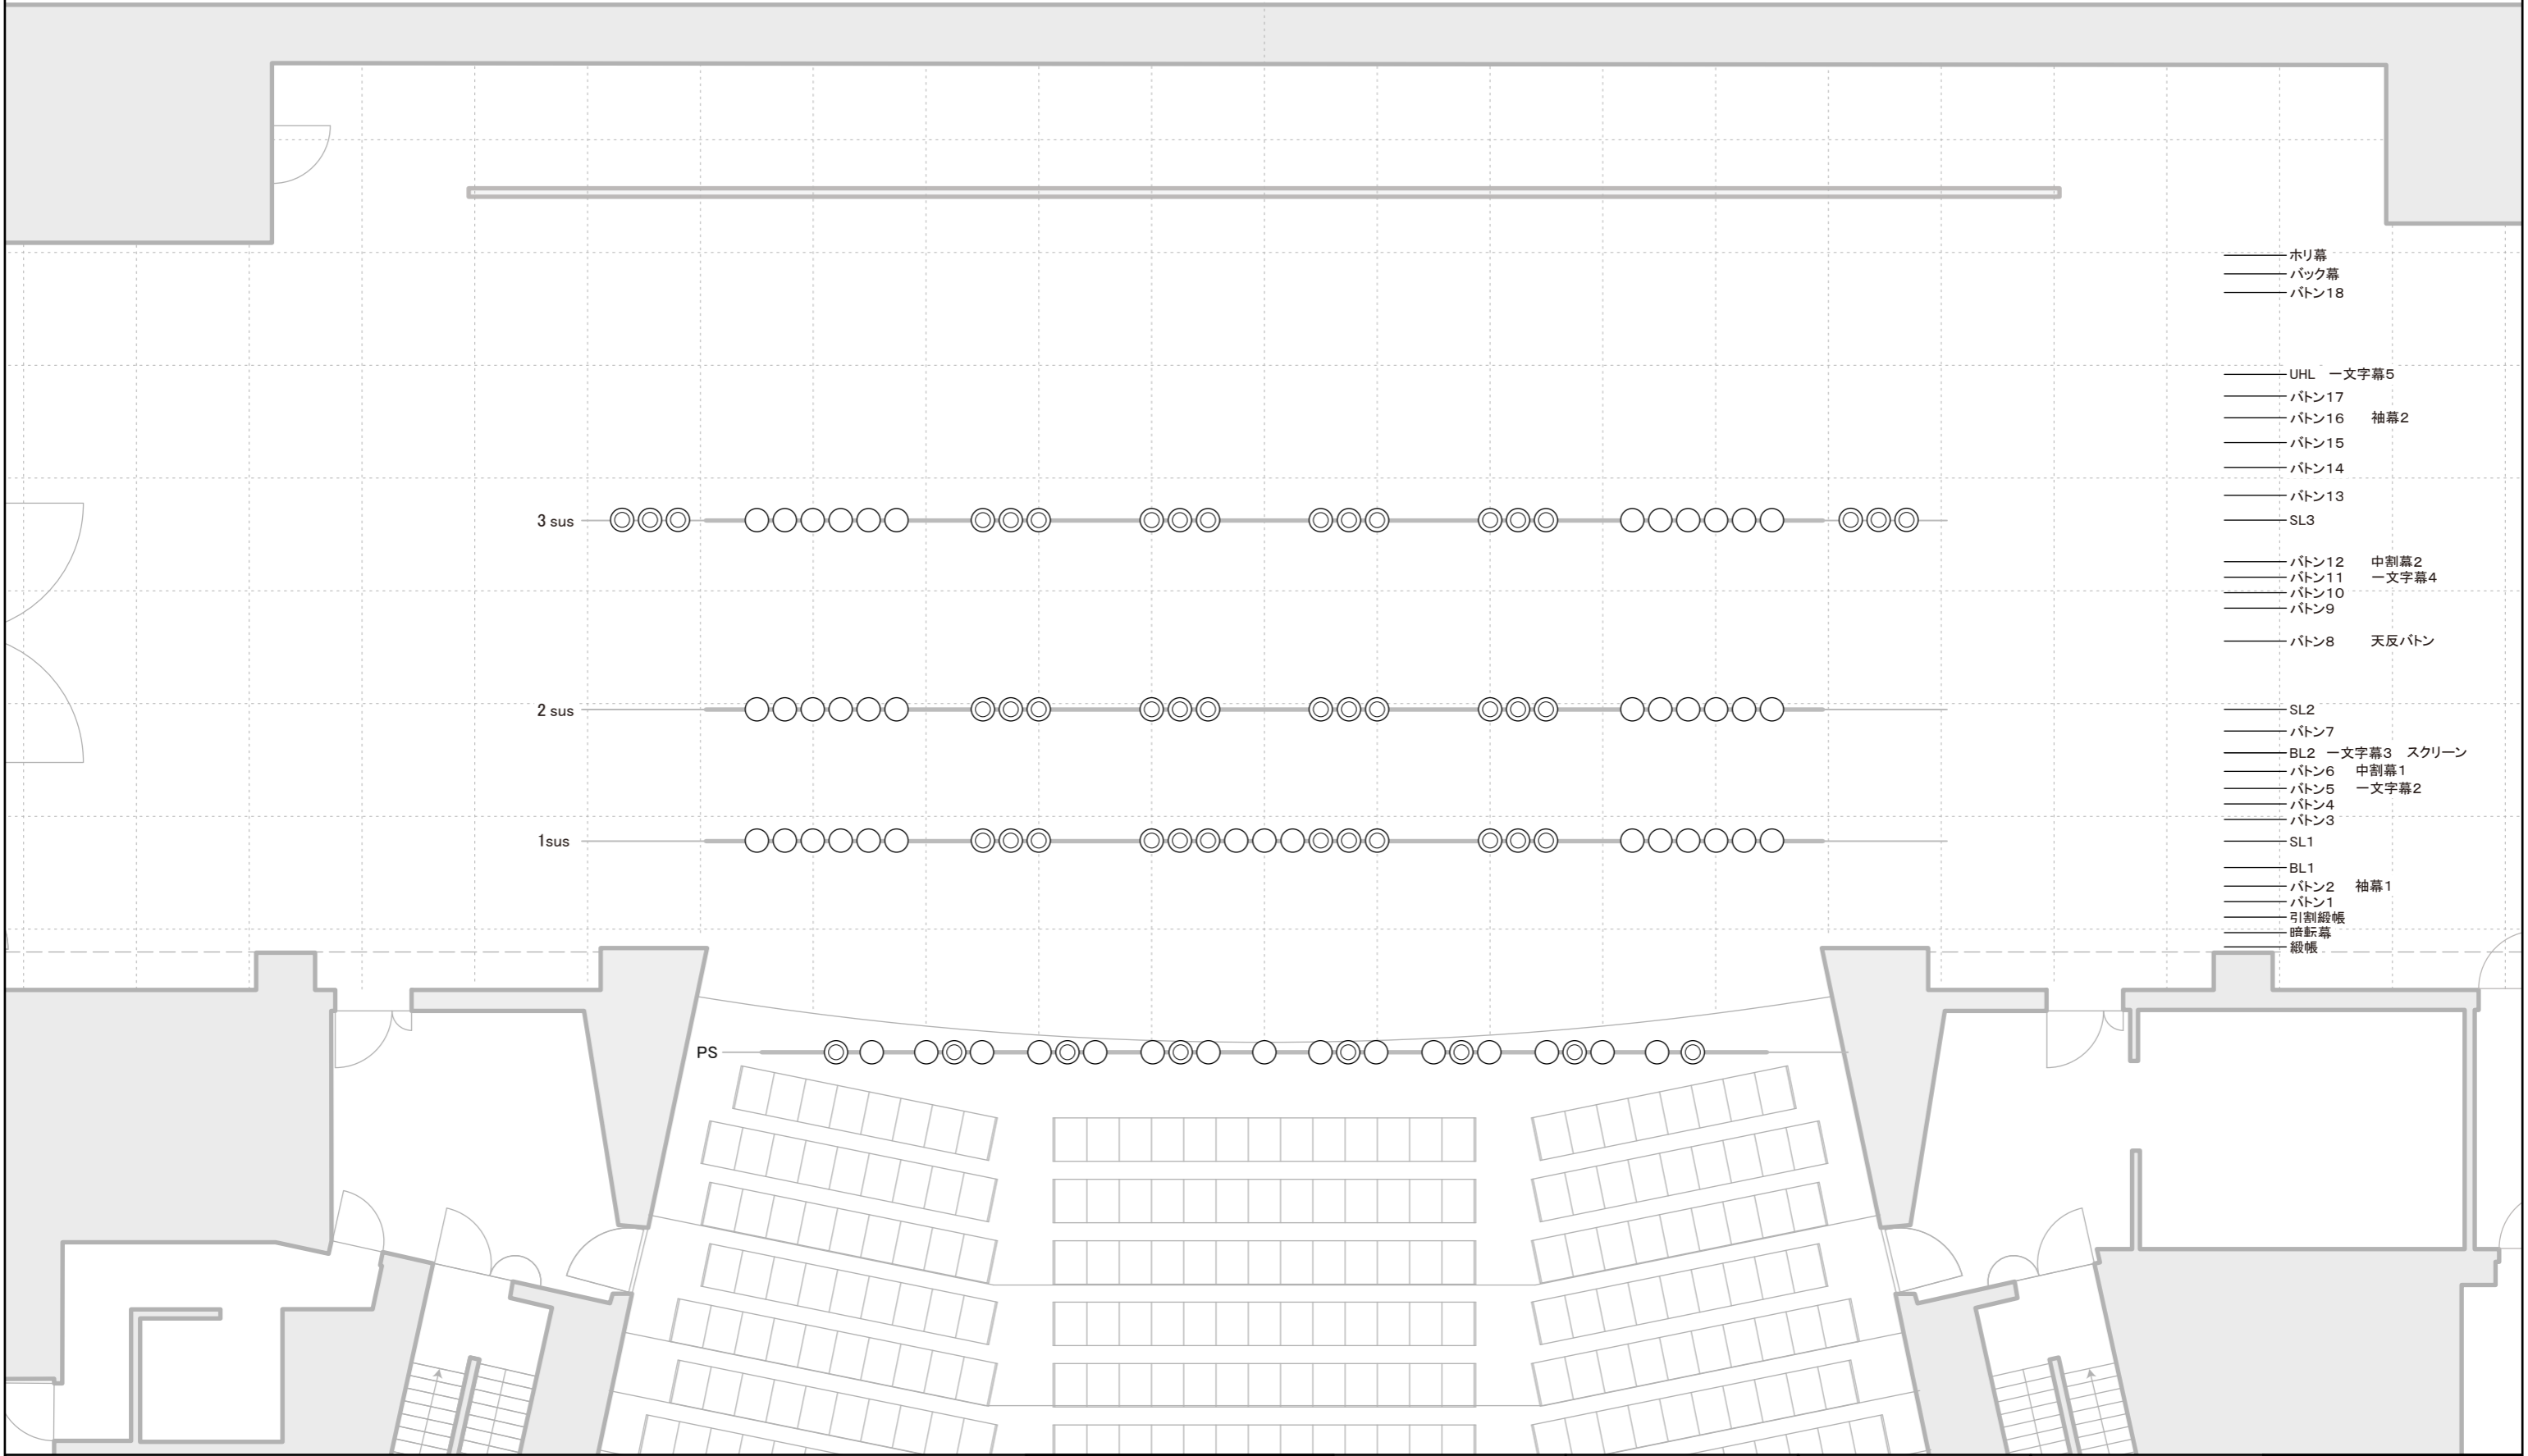 ホリ幕
バック幕
バトン18
UHL　一文字幕5
バトン17
バトン16　袖幕2
バトン15
バトン14
バトン13
3 sus
SL3
バトン12　中割幕2
バトン11　一文字幕4
バトン10
バトン9
バトン8　天反バトン
2 sus
SL2
バトン7
BL2　一文字幕3　スクリーン
バトン6　中割幕1
バトン5　一文字幕2
バトン4
バトン3
1sus
SL1
BL1
バトン2　袖幕1
バトン1
引割緞帳
暗転幕
緞帳
PS